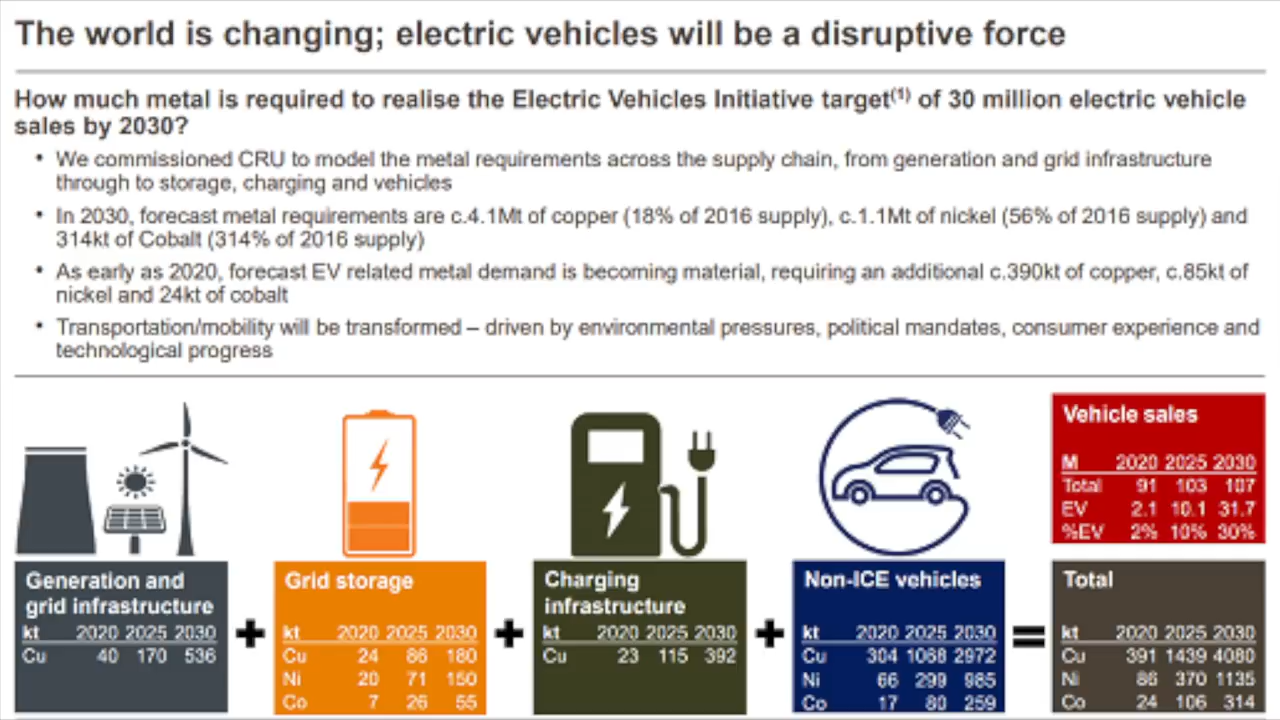 The world is changing; electric vehicles will be a disruptive force
How much metal is required to realise the Electric Vehicles Initiative target(1) of 30 million electric vehicle
sales by 2030?
• We commissioned CRU to model the metal requirements across the supply chain, from generation and grid infrastructure
through to storage, charging and vehicles
• In 2030, forecast metal requirements are c.4.1Mt of copper (18% of 2016 supply), c.1.1Mt of nickel (56% of 2016 supply) and
314kt of Cobalt (314% of 2016 supply)
• As early as 2020, forecast EV related metal demand is becoming material, requiring an additional c.390kt of copper, c.85kt of
nickel and 24kt of cobalt
• Transportation/mobility will be transformed – driven by environmental pressures, political mandates, consumer experience and
technological progress
Vehicle sales
M 2020 2025 2030
Total 91 103 107
EV 2.1 10.1 31.7
%EV 2% 10% 30%
Generation and
grid infrastructure
kt 2020 2025 2030
Cu 40 170 536
+
Grid storage
kt 2020 2025 2030
Cu 24 86 180
Ni 20 71 150
Co 7 26 55
+
Charging
infrastructure
kt 2020 2025 2030
Cu 23 115 392
+
Non-ICE vehicles
kt 2020 2025 2030
Cu 304 1068 2972
Ni 66 299 985
Co 17 80 259
=
Total
kt 2020 2025 2030
Cu 391 1439 4080
Ni 86 370 1135
Co 24 106 314